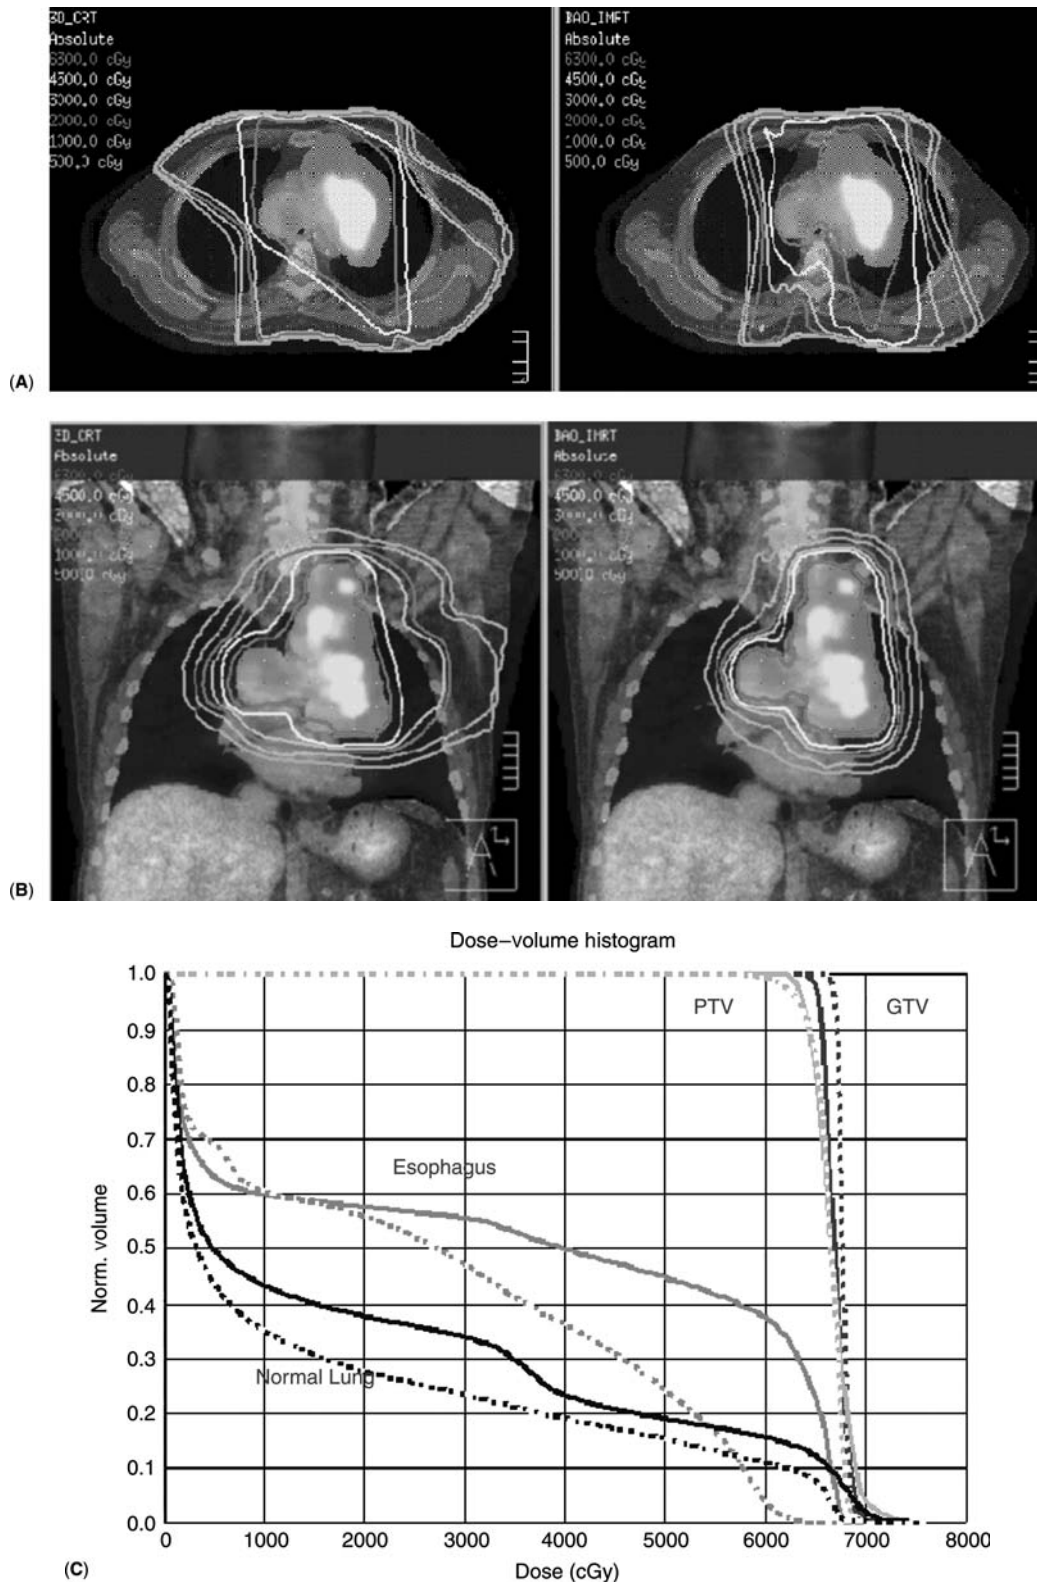 3D_CRT
Absolute
6300.0 cGy
4500.0 cGy
3000.0 cGy
2000.0 cGy
1000.0 cGy
500.0 cGy
BAO_IMRT
Absolute
6300.0 cGy
4500.0 cGy
3000.0 cGy
2000.0 cGy
1000.0 cGy
500.0 cGy
(A)
3D_CRT
Absolute
4500.0 cGy
BAO_IMRT
Absolute
4500.0 cGy
A
A
(B)
Dose–volume histogram
1.0
0.9
0.8
0.7
0.6
0.5
0.4
0.3
0.2
0.1
0.0
Norm. volume
PTV
GTV
Esophagus
Normal Lung
0
1000
2000
3000
4000
5000
6000
7000
8000
Dose (cGy)
(C)